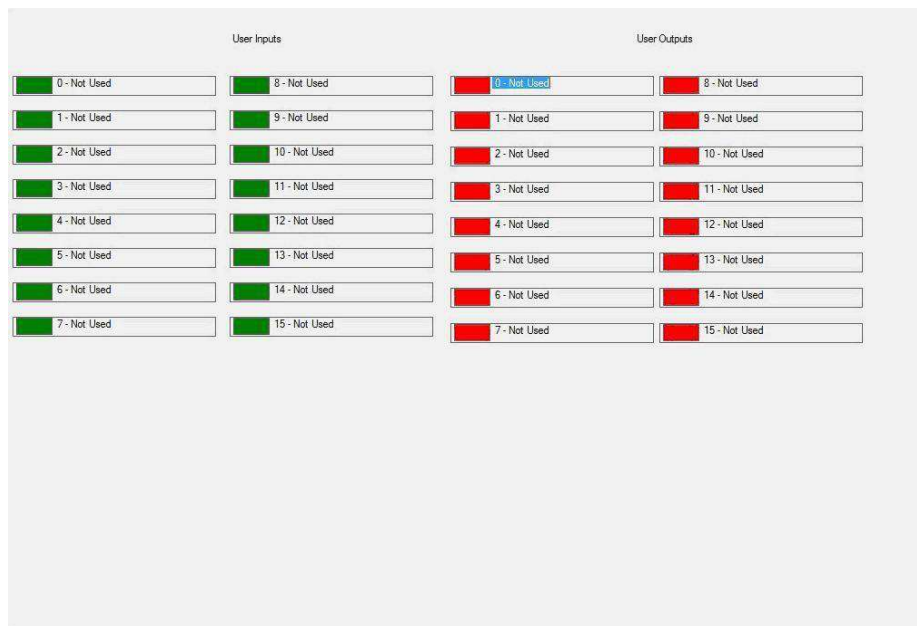 User Inputs
User Outputs
0 - Not Used
8 - Not Used
0 - Not Used
8 - Not Used
1 - Not Used
9 - Not Used
1 - Not Used
9 - Not Used
2 - Not Used
10 - Not Used
2 - Not Used
10 - Not Used
3 - Not Used
11 - Not Used
3 - Not Used
11 - Not Used
4 - Not Used
12 - Not Used
4 - Not Used
12 - Not Used
5 - Not Used
13 - Not Used
5 - Not Used
13 - Not Used
6 - Not Used
14 - Not Used
6 - Not Used
14 - Not Used
7 - Not Used
15 - Not Used
7 - Not Used
15 - Not Used